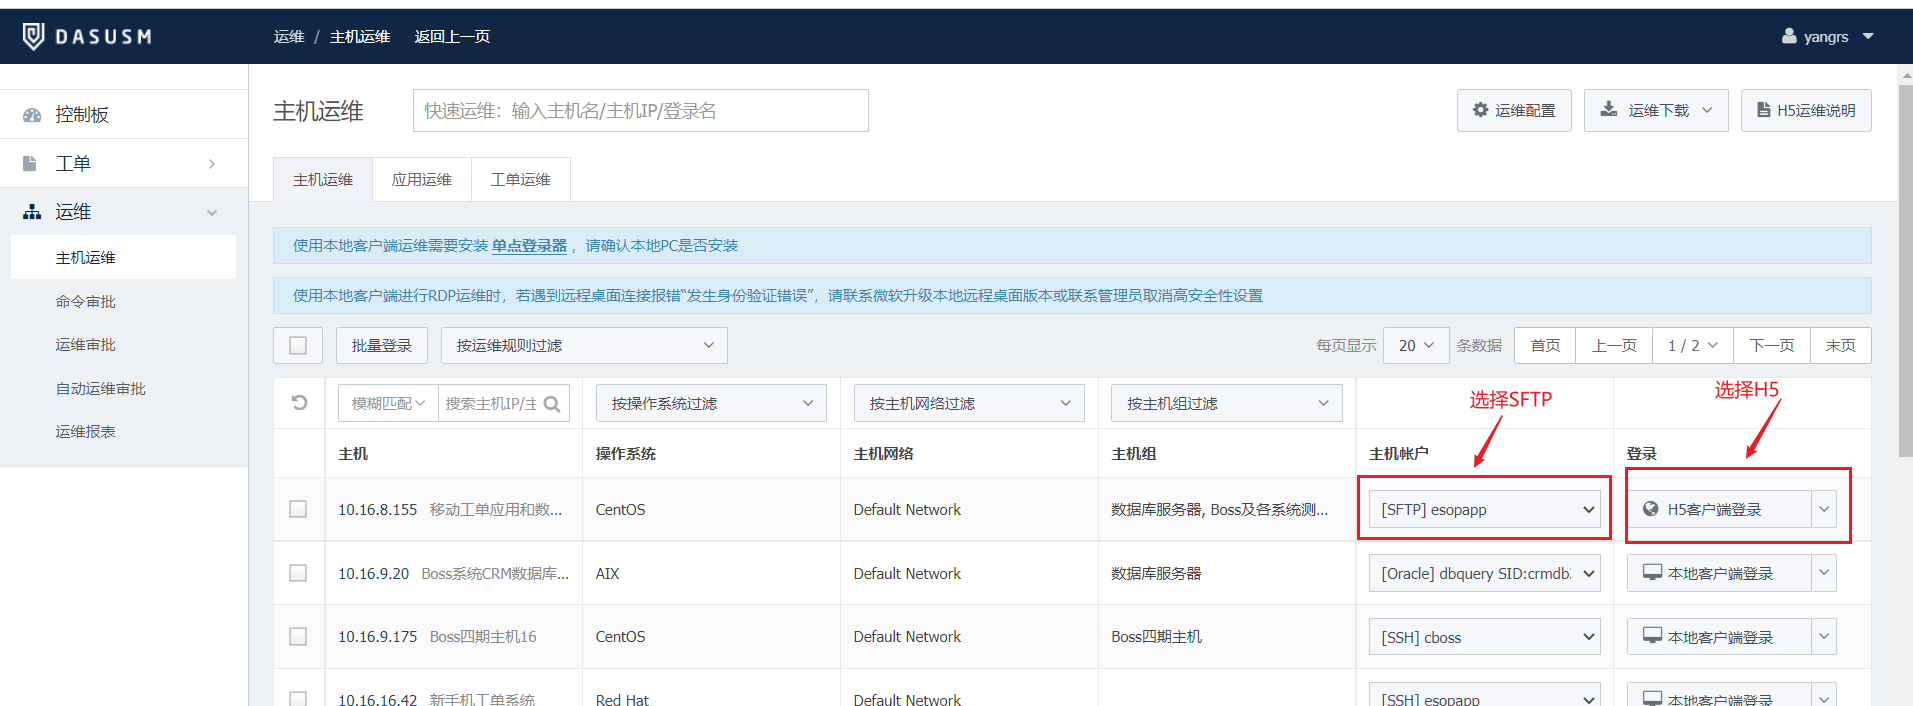 DASUSM
运维 / 主机运维 返回上一页
yangrs
控制板
工单
运维
主机运维
命令审批
运维审批
自动运维审批
运维报表
主机运维
快速运维：输入主机名/主机IP/登录名
运维配置
运维下载
H5运维说明
主机运维 应用运维 工单运维
使用本地客户端运维需要安装 单点登录器 ，请确认本地PC是否安装
使用本地客户端进行RDP运维时，若遇到远程桌面连接报错“发生身份验证错误”，请联系微软升级本地远程桌面版本或联系管理员取消高安全性设置
批量登录 按运维规则过滤 每页显示 20 条数据 首页 上一页 1 / 2 下一页 末页
选择SFTP 选择H5
模糊匹配 搜索主机IP/主 按操作系统过滤 按主机网络过滤 按主机组过滤
主机 操作系统 主机网络 主机组 主机帐户 登录
10.16.8.155 移动工单应用和数... CentOS Default Network 数据库服务器, Boss及各系统测... [SFTP] esopapp H5客户端登录
10.16.9.20 Boss系统CRM数据库... AIX Default Network 数据库服务器 [Oracle] dbquery SID:crmdb 本地客户端登录
10.16.9.175 Boss四期主机16 CentOS Default Network Boss四期主机 [SSH] cboss 本地客户端登录
10.16.16.42 新手机工单系统 Red Hat Default Network [SSH] esopapp 本地客户端登录